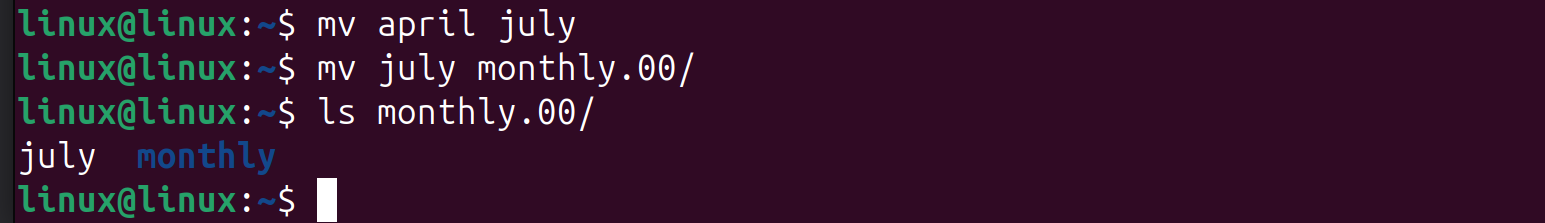 linux@linux:~$ mv april july
linux@linux:~$ mv july monthly.00/
linux@linux:~$ ls monthly.00/
july  monthly
linux@linux:~$